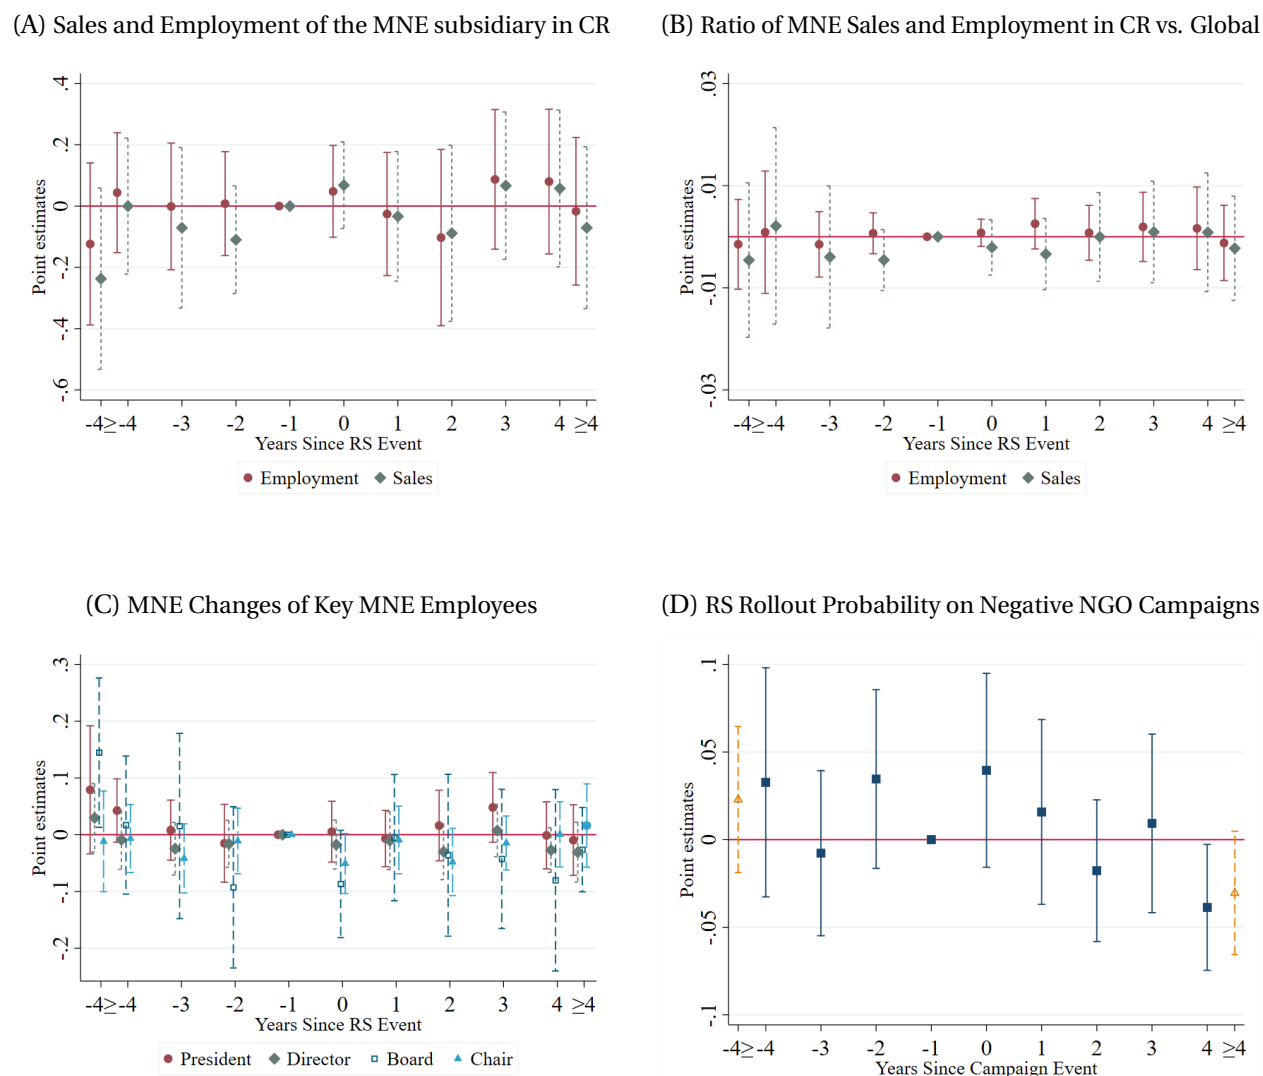 (A) Sales and Employment of the MNE subsidiary in CR
.4
.2
0
-.2
-.4
-.6
Point estimates
-4≥ -4 -3 -2 -1 0 1 2 3 4 ≥4
Years Since RS Event
Employment Sales
(B) Ratio of MNE Sales and Employment in CR vs. Global
.03
.01
-.01
-.03
Point estimates
-4≥ -4 -3 -2 -1 0 1 2 3 4 ≥4
Years Since RS Event
Employment Sales
(C) MNE Changes of Key MNE Employees
.3
.2
.1
0
-.1
-.2
Point estimates
-4≥ -4 -3 -2 -1 0 1 2 3 4 ≥4
Years Since RS Event
President Director Board Chair
(D) RS Rollout Probability on Negative NGO Campaigns
.1
.05
0
-.05
-.1
Point estimates
-4≥ -4 -3 -2 -1 0 1 2 3 4 ≥4
Years Since Campaign Event